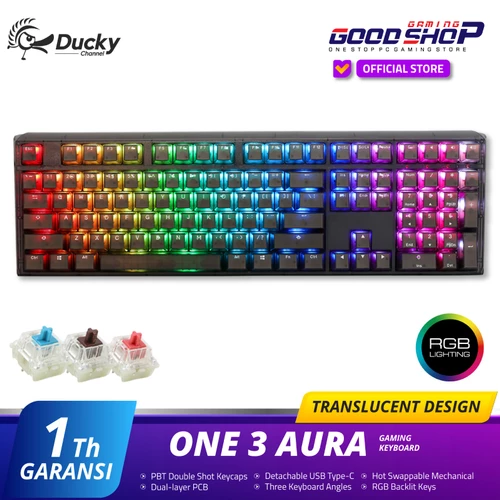 Ducky
Channel
GAMING
GOOD SHOP
ONE STOP PC GAMING STORE
OFFICIAL STORE
RGB
LIGHTING
TRANSLUCENT DESIGN
1 Th
GARANSI
ONE 3 AURA
GAMING
KEYBOARD
• PBT Double Shot Keycaps
• Detachable USB Type-C
• Hot Swappable Mechanical
• Dual-layer PCB
• Three Keyboard Angles
• RGB Backlit Keys